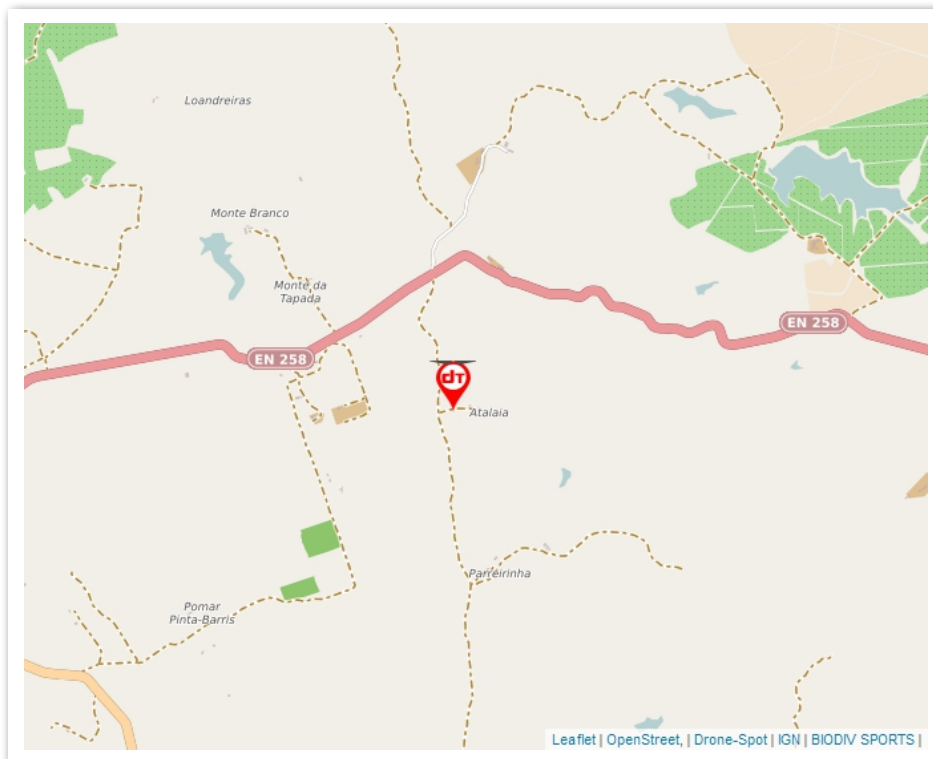 Loandreiras
Monte Branco
Monte da
Tapada
EN 258
EN 258
dT
Atalaia
Parreirinha
Pomar
Pinta-Barris
Leaflet | OpenStreet, | Drone-Spot | IGN | BIODIV SPORTS |